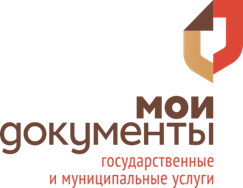 мои
документы
государственные
и муниципальные услуги